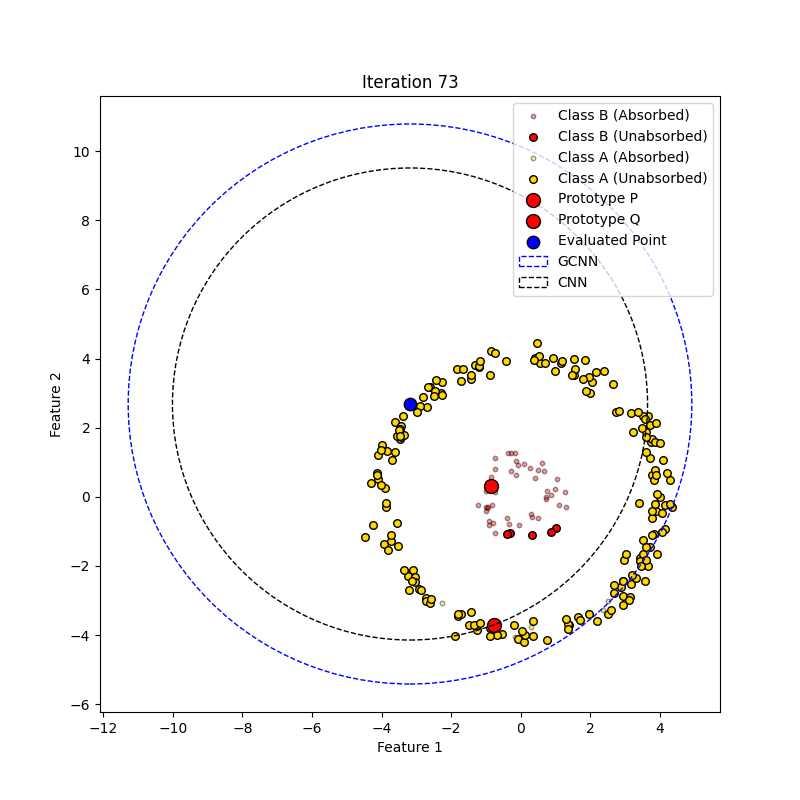 Iteration 73
Class B (Absorbed)
Class B (Unabsorbed)
Class A (Absorbed)
Class A (Unabsorbed)
Prototype P
Prototype Q
Evaluated Point
GCNN
CNN
10
8
6
4
2
0
−2
−4
−6
Feature 2
−12 −10 −8 −6 −4 −2 0 2 4
Feature 1